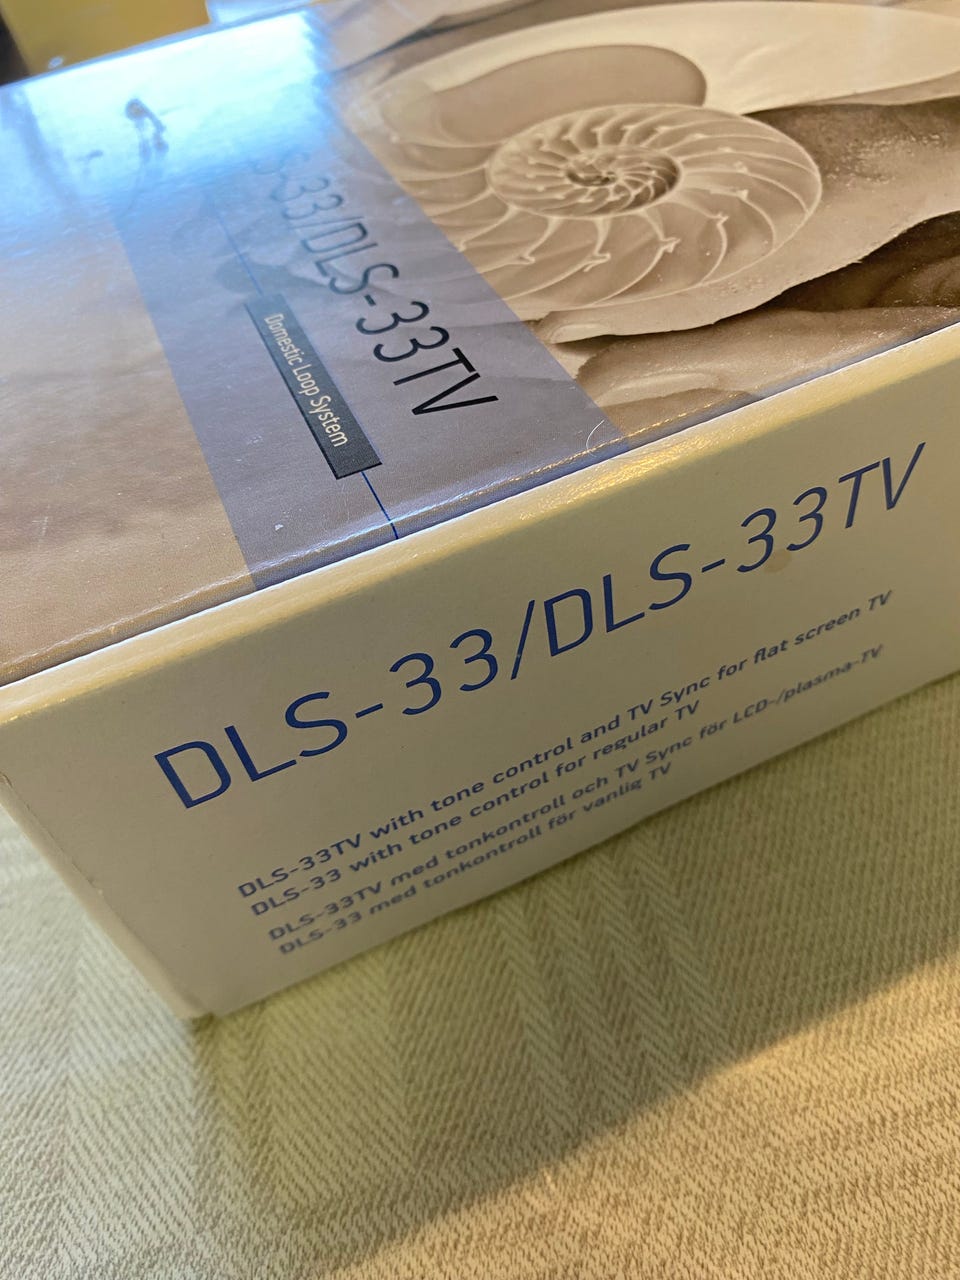 S-33/DLS-33TV
Domestic Loop System
DLS-33/DLS-33TV
DLS-33TV with tone control and TV Sync for flat screen TV
DLS-33 with tone control for regular TV
DLS-33TV med tonkontroll och TV Sync för LCD-/plasma-TV
DLS-33 med tonkontroll för vanlig TV